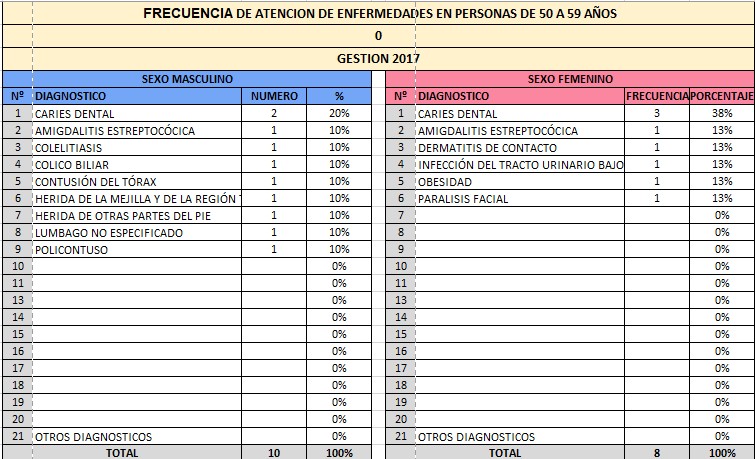 FRECUENCIA DE ATENCION DE ENFERMEDADES EN PERSONAS DE 50 A 59 AÑOS
0
GESTION 2017
SEXO MASCULINO SEXO FEMENINO
Nº DIAGNOSTICO NUMERO % Nº DIAGNOSTICO FRECUENCIA PORCENTAJE
1 CARIES DENTAL 2 20% 1 CARIES DENTAL 3 38%
2 AMIGDALITIS ESTREPTOCÓCICA 1 10% 2 AMIGDALITIS ESTREPTOCÓCICA 1 13%
3 COLELITIASIS 1 10% 3 DERMATITIS DE CONTACTO 1 13%
4 COLICO BILIAR 1 10% 4 INFECCIÓN DEL TRACTO URINARIO BAJO 1 13%
5 CONTUSIÓN DEL TÓRAX 1 10% 5 OBESIDAD 1 13%
6 HERIDA DE LA MEJILLA Y DE LA REGIÓN 1 10% 6 PARALISIS FACIAL 1 13%
7 HERIDA DE OTRAS PARTES DEL PIE 1 10% 7 0%
8 LUMBAGO NO ESPECIFICADO 1 10% 8 0%
9 POLICONTUSO 1 10% 9 0%
10 0% 10 0%
11 0% 11 0%
13 0% 13 0%
14 0% 14 0%
15 0% 15 0%
16 0% 16 0%
17 0% 17 0%
18 0% 18 0%
19 0% 19 0%
20 0% 20 0%
21 OTROS DIAGNOSTICOS 0% 21 OTROS DIAGNOSTICOS 0%
TOTAL 10 100% TOTAL 8 100%